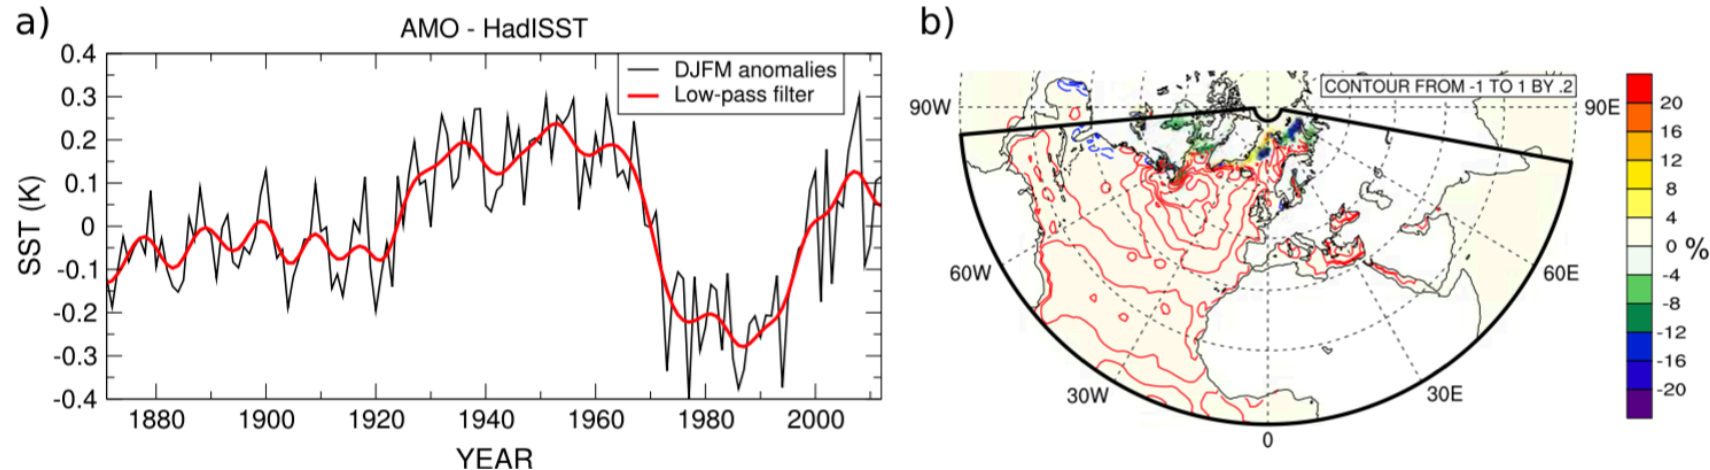 a)
AMO - HadISST
0.4
0.3
0.2
0.1
0
-0.1
-0.2
-0.3
-0.4
SST (K)
DJFM anomalies
Low-pass filter
1880 1900 1920 1940 1960 1980 2000
YEAR
b)
CONTOUR FROM -1 TO 1 BY .2
90W
90E
60W
60E
30W
30E
0
20
16
12
8
4
0
-4
-8
-12
-16
-20
%